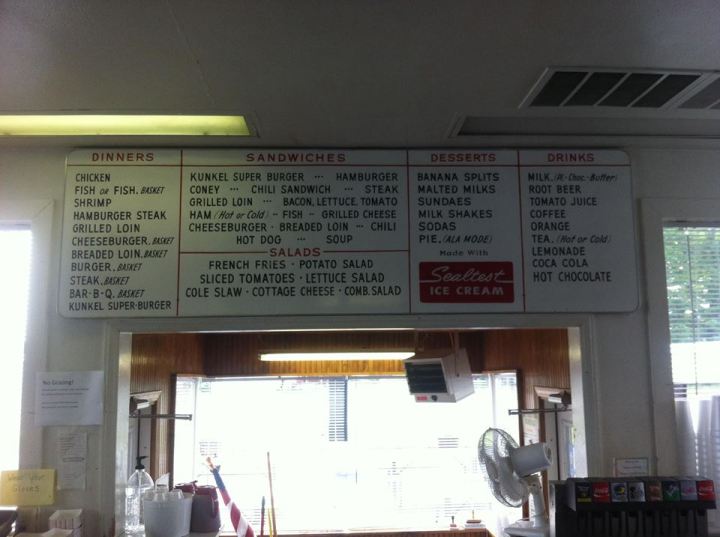 DINNERS
CHICKEN
FISH OR FISH. BASKET
SHRIMP
HAMBURGER STEAK
GRILLED LOIN
CHEESEBURGER. BASKET
BREADED LOIN. BASKET
BURGER. BASKET
STEAK. BASKET
BAR-B-Q. BASKET
KUNKEL SUPER-BURGER
SANDWICHES
KUNKEL SUPER BURGER ··· HAMBURGER
CONEY ··· CHILI SANDWICH ··· STEAK
GRILLED LOIN ··· BACON, LETTUCE, TOMATO
HAM (Hot or Cold) ·· FISH ·· GRILLED CHEESE
CHEESEBURGER · BREADED LOIN ··· CHILI
HOT DOG ··· SOUP
SALADS
FRENCH FRIES · POTATO SALAD
SLICED TOMATOES · LETTUCE SALAD
COLE SLAW · COTTAGE CHEESE · COMB. SALAD
DESSERTS
BANANA SPLITS
MALTED MILKS
SUNDAES
MILK SHAKES
SODAS
PIE. (ALA MODE)
Made With
Sealtest
ICE CREAM
DRINKS
MILK. (Pl.-Choc.-Butter)
ROOT BEER
TOMATO JUICE
COFFEE
ORANGE
TEA. (Hot or Cold)
LEMONADE
COCA COLA
HOT CHOCOLATE
No Grazing!
Wear your
Gloves